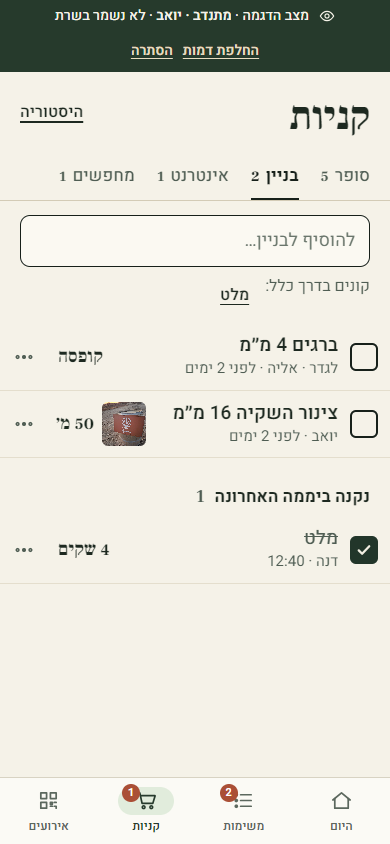 מצב הדגמה · מתנדב · יואב · לא נשמר בשרת
החלפת דמות הסתרה
קניות
היסטוריה
סופר 5 בניין 2 אינטרנט 1 מחפשים 1
להוסיף לבניין...
קונים בדרך כלל: מלט
ברגים 4 מ״מ
קופסה
לגדר · אליה · לפני 2 ימים
צינור השקיה 16 מ״מ
50 מ׳
יואב · לפני 2 ימים
נקנה ביממה האחרונה 1
מלט
4 שקים
דנה · 12:40
2 1
היום משימות קניות אירועים